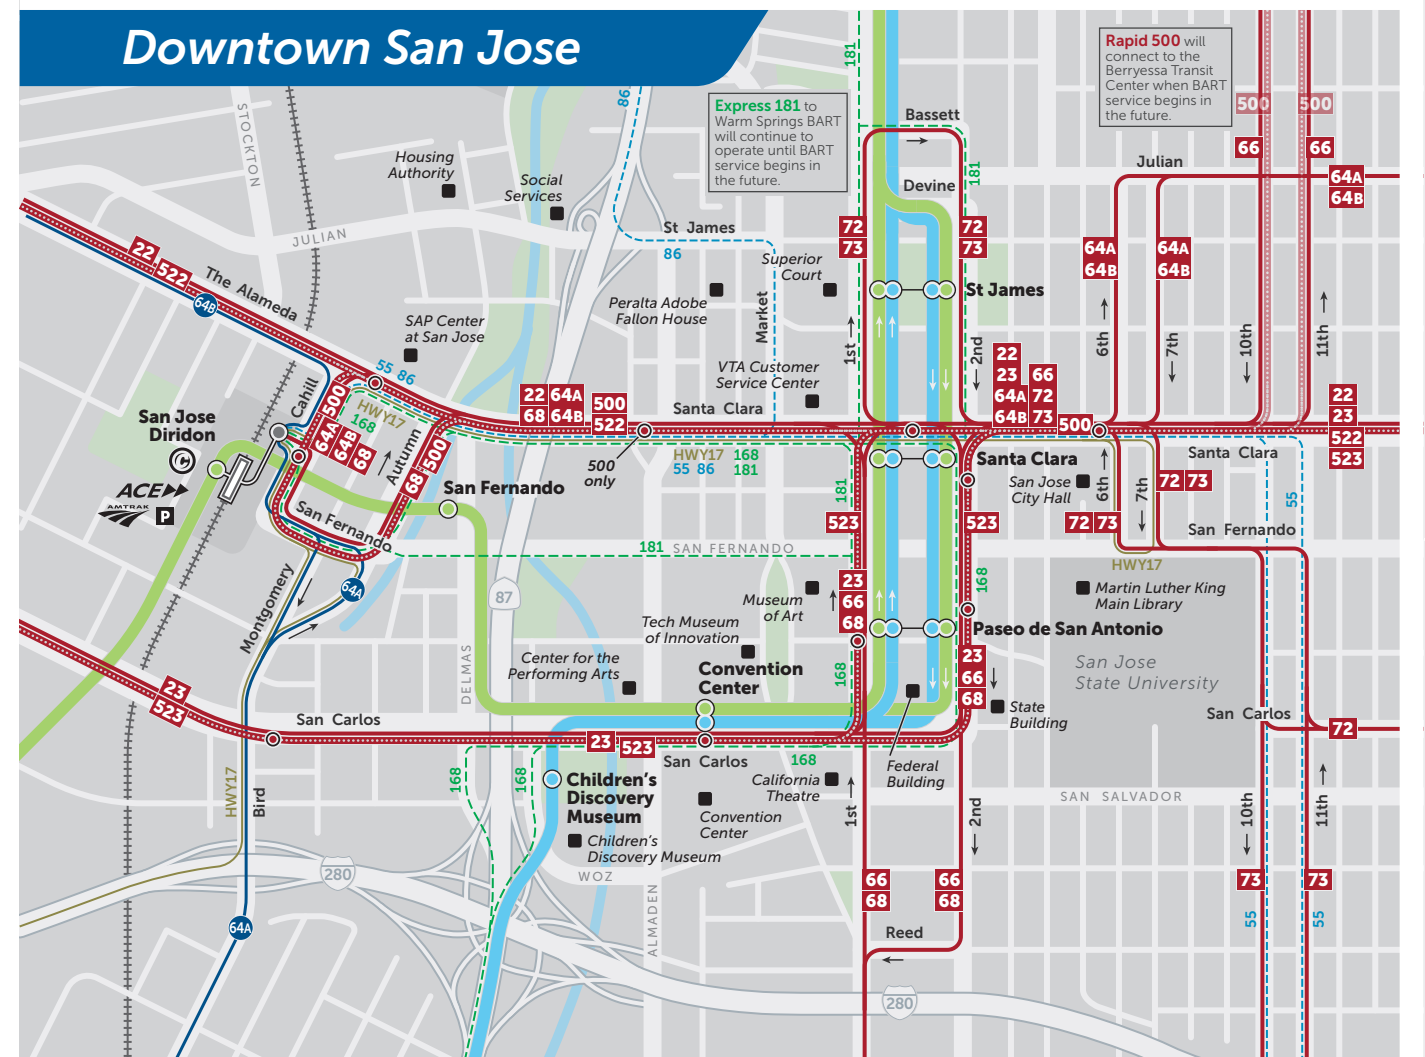 Downtown San Jose
181
Rapid 500 will
connect to the
Berryessa Transit
Center when BART
service begins in
the future.
Express 181 to
Warm Springs BART
will continue to
operate until BART
service begins in
the future.
STOCKTON
86
Bassett
500
500
66
66
Julian
64A
64B
Housing
Authority
Social
Services
Devine
181
JULIAN
St James
86
72
73
72
73
64A
64B
64A
64B
22
522
The Alameda
64B
Superior
Court
Peralta Adobe
Fallon House
Market
St James
SAP Center
at San Jose
1st
2nd
6th
7th
10th
11th
VTA Customer
Service Center
55 86
Cahill
500
HWY17
168
64A
64B
68
Autumn
68
500
22 64A
68 64B
500
522
Santa Clara
22
23
64A
64B
66
72
73
500
22
23
522
523
San Jose
Diridon
ACE
AMTRAK
P
500
only
HWY17 168
55 86 181
San Fernando
San Fernando
Santa Clara
San Jose
City Hall
Santa Clara
6th
7th
72 73
181
55
523
523
72 73
San Fernando
181 SAN FERNANDO
HWY17
64A
Montgomery
87
Museum
of Art
23
66
68
168
Martin Luther King
Main Library
Tech Museum
of Innovation
Paseo de San Antonio
Center for the
Performing Arts
Convention
Center
168
23
66
68
San Jose
State University
DELMAS
23
523
San Carlos
State
Building
San Carlos
72
23 523
San Carlos
168
Federal
Building
HWY17
Bird
168
168
Children's
Discovery
Museum
California
Theatre
Convention
Center
1st
2nd
SAN SALVADOR
10th
11th
Children's
Discovery Museum
WOZ
280
66
68
66
68
73
73
ALMADEN
64A
55
55
Reed
280